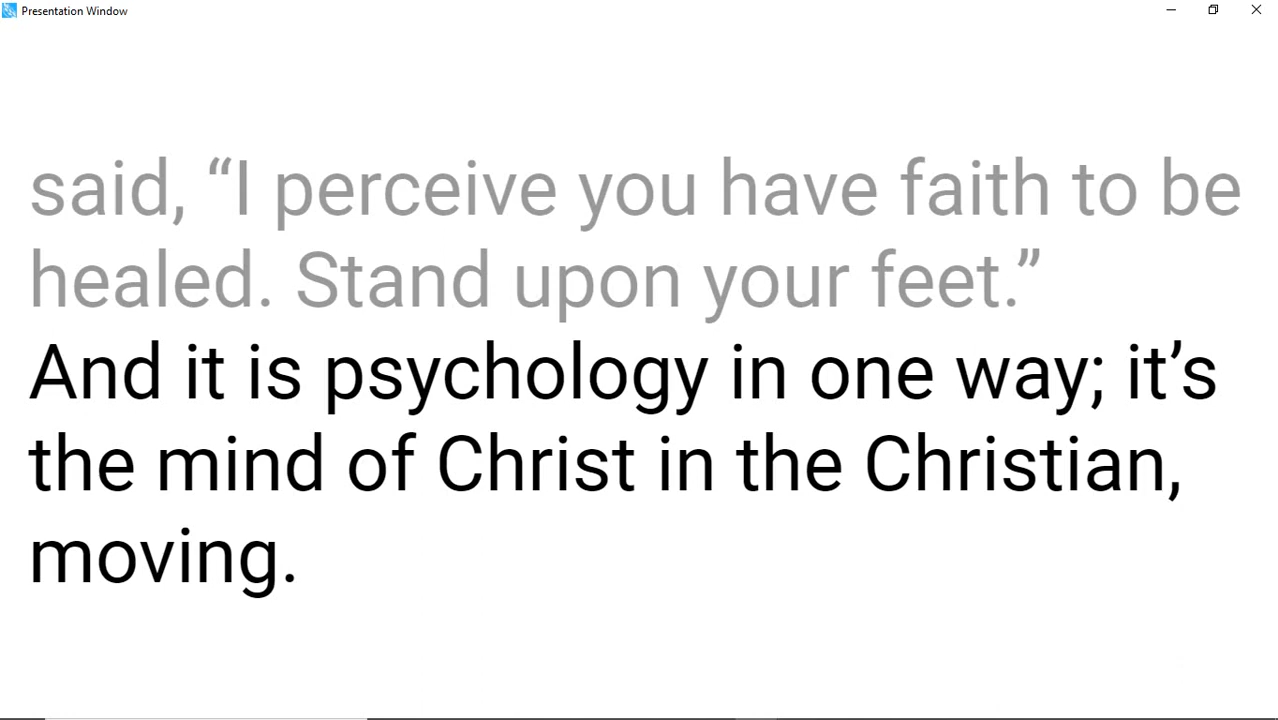 Presentation Window
said, “I perceive you have faith to be
healed. Stand upon your feet.”
And it is psychology in one way; it’s
the mind of Christ in the Christian,
moving.